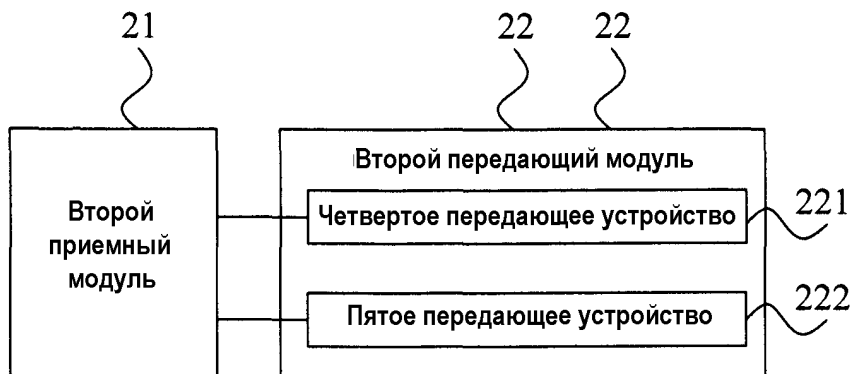 21
22
22
Второй
приемный
модуль
Второй передающий модуль
Четвертое передающее устройство
221
Пятое передающее устройство
222